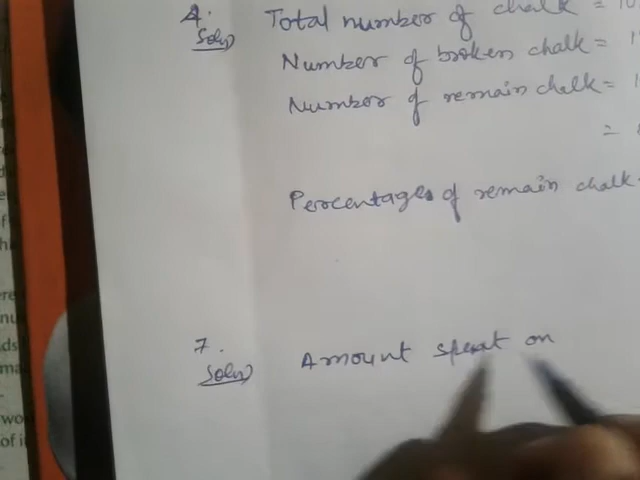 4. Total number of chalk = 10
Soln)
Number of broken chalk = 1
Number of remain chalk = 1
=
Percentages of remain chalk
7. Amount spent on
Soln)